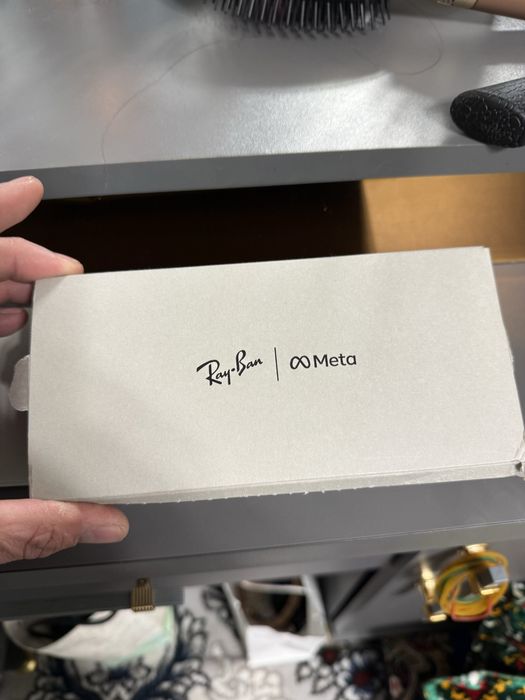 Ray-Ban | ∞ Meta